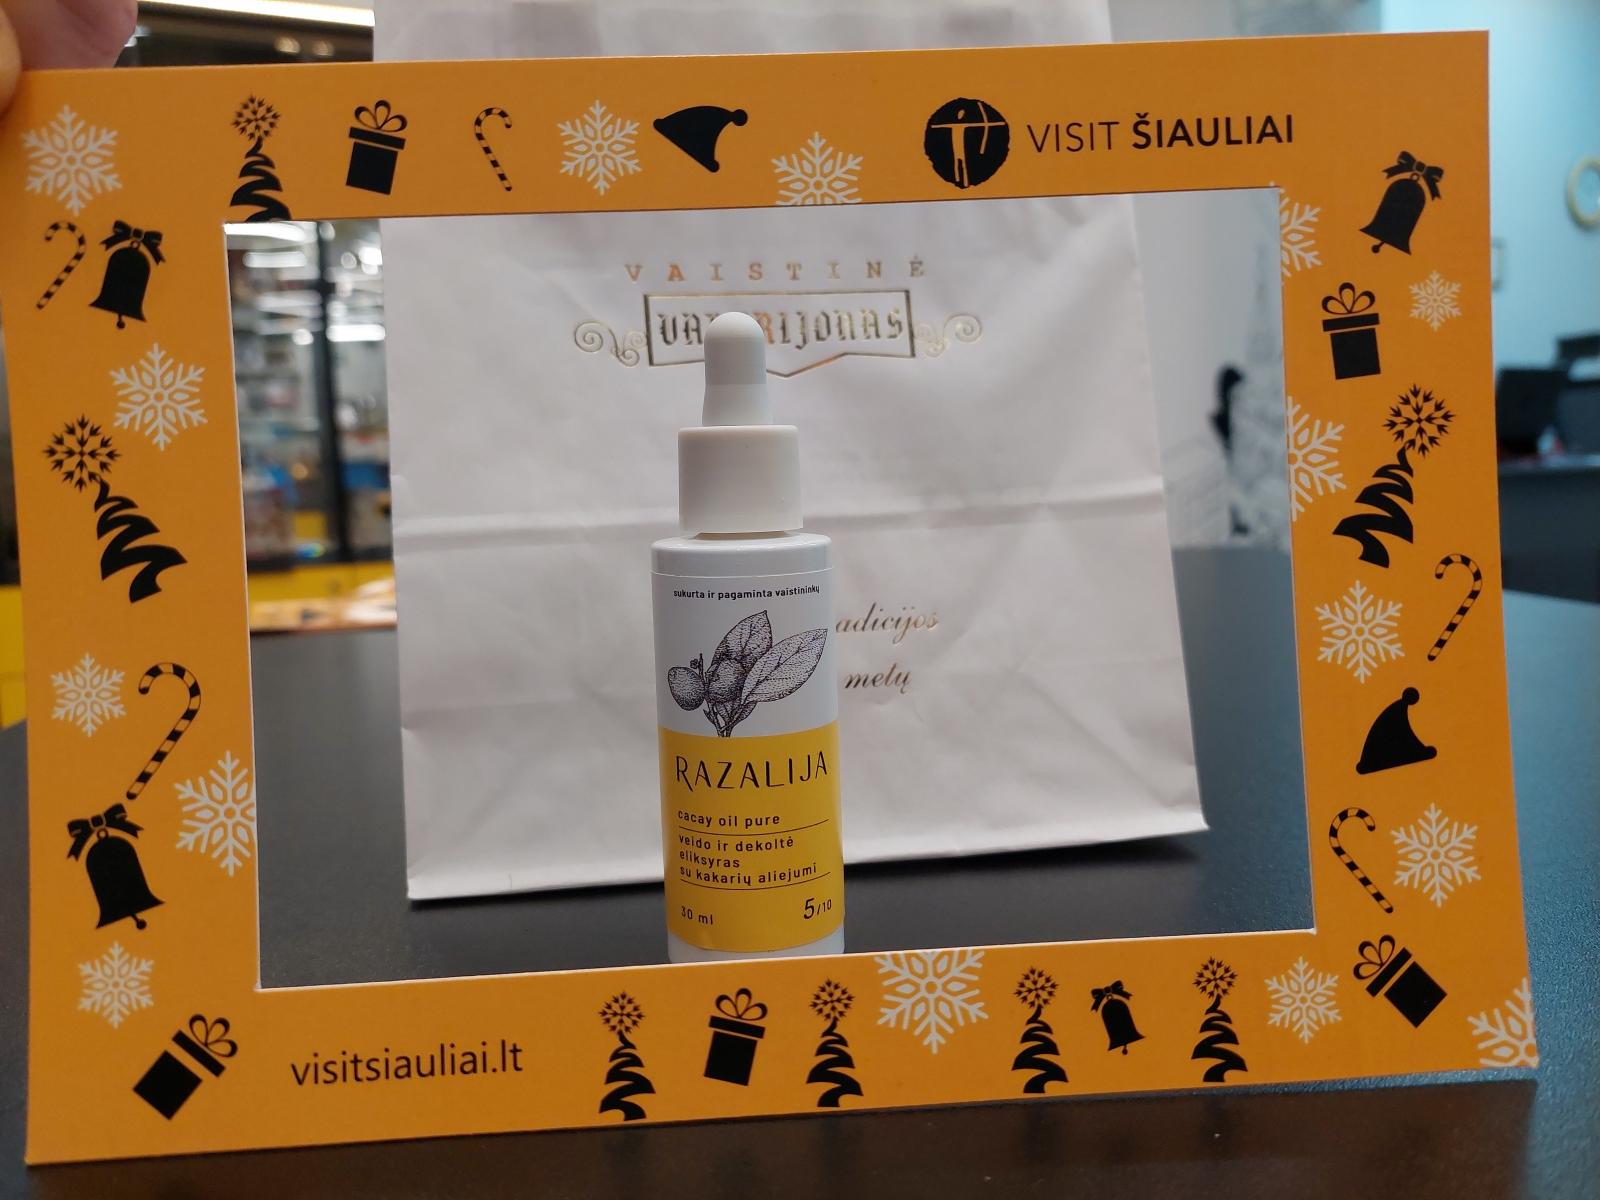 VISIT ŠIAULIAI
VAISTINĖ
adicijos
metų
sukurta ir pagaminta vaistininkų
RAZALIJA
cacay oil pure
veido ir dekoltė
eliksyras
su kakarių aliejumi
30 ml
5/10
visitsiauliai.lt